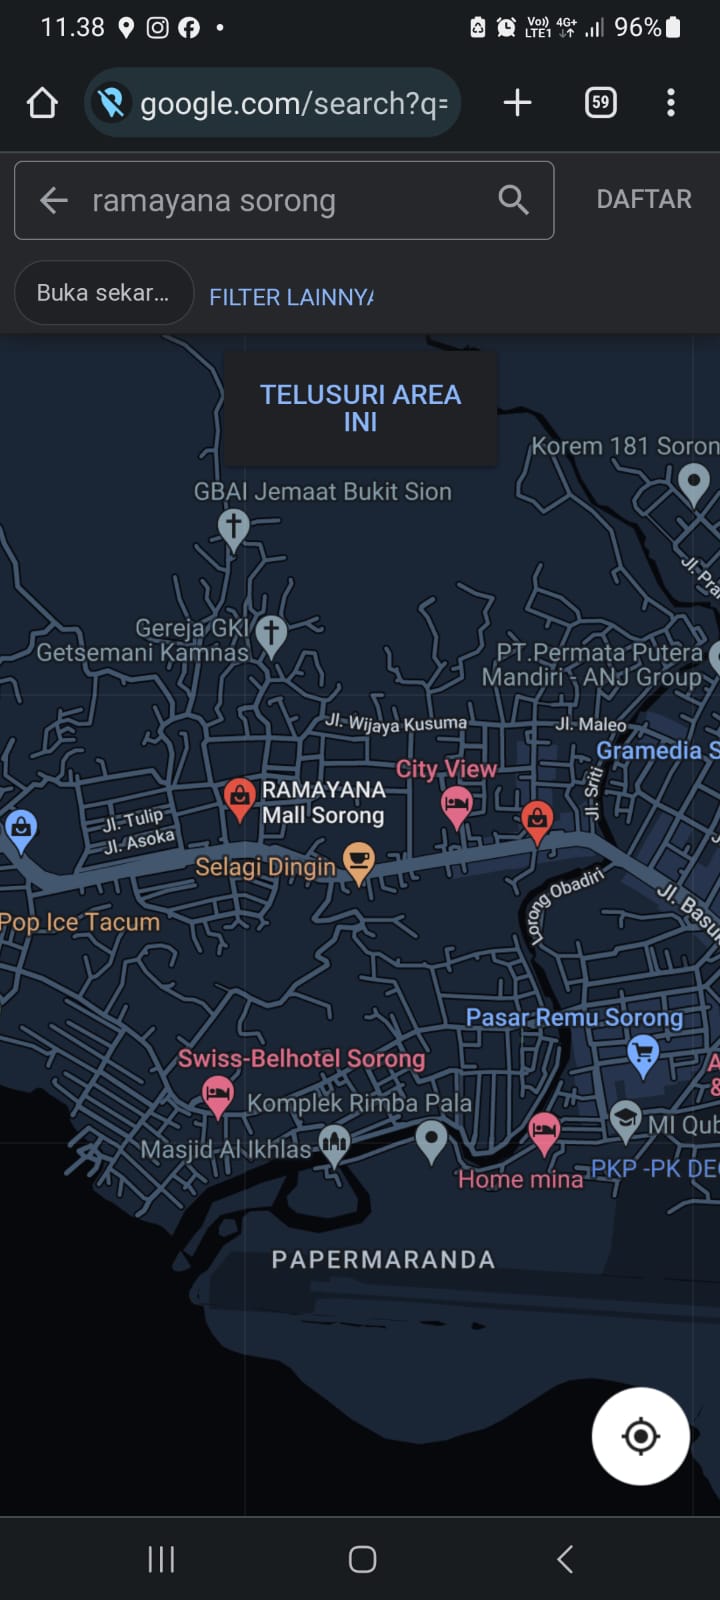 11.38
Vo))
LTE1
4G+
96%
google.com/search?q=
59
ramayana sorong
DAFTAR
Buka sekar...
FILTER LAINNYA
TELUSURI AREA
INI
Korem 181 Soron
GBAI Jemaat Bukit Sion
Jl. Pra
Gereja GKI
Getsemani Kamnas
PT.Permata Putera
Mandiri - ANJ Group
Jl. Wijaya Kusuma
Jl. Maleo
Gramedia S
City View
Jl. Sriti
RAMAYANA
Mall Sorong
Jl. Tulip
Jl. Asoka
Selagi Dingin
Lorong Obadiri
Jl. Basuk
Pop Ice Tacum
Pasar Remu Sorong
Swiss-Belhotel Sorong
A
&
Komplek Rimba Pala
MI Qub
Masjid Al Ikhlas
Home mina
PKP -PK DEO
PAPERMARANDA